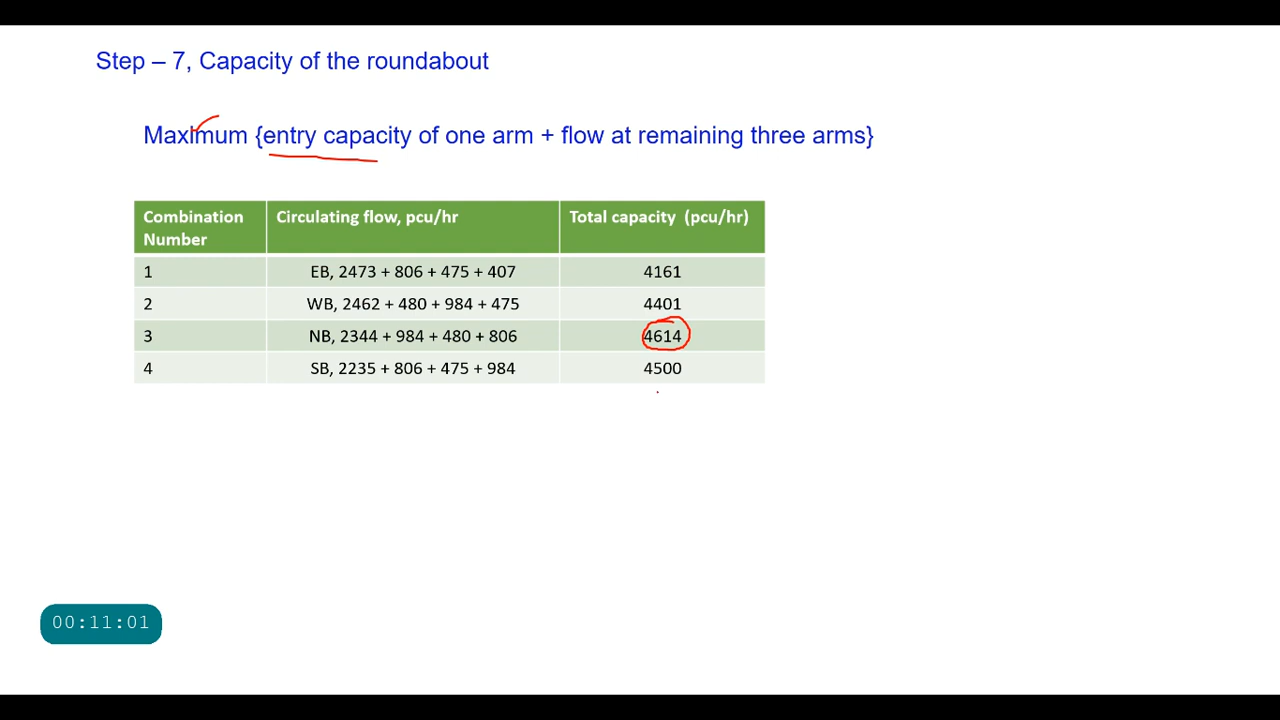 Step – 7, Capacity of the roundabout
Maximum {entry capacity of one arm + flow at remaining three arms}
Combination Number Circulating flow, pcu/hr Total capacity (pcu/hr)
1 EB, 2473 + 806 + 475 + 407 4161
2 WB, 2462 + 480 + 984 + 475 4401
3 NB, 2344 + 984 + 480 + 806 4614
4 SB, 2235 + 806 + 475 + 984 4500
00:11:01